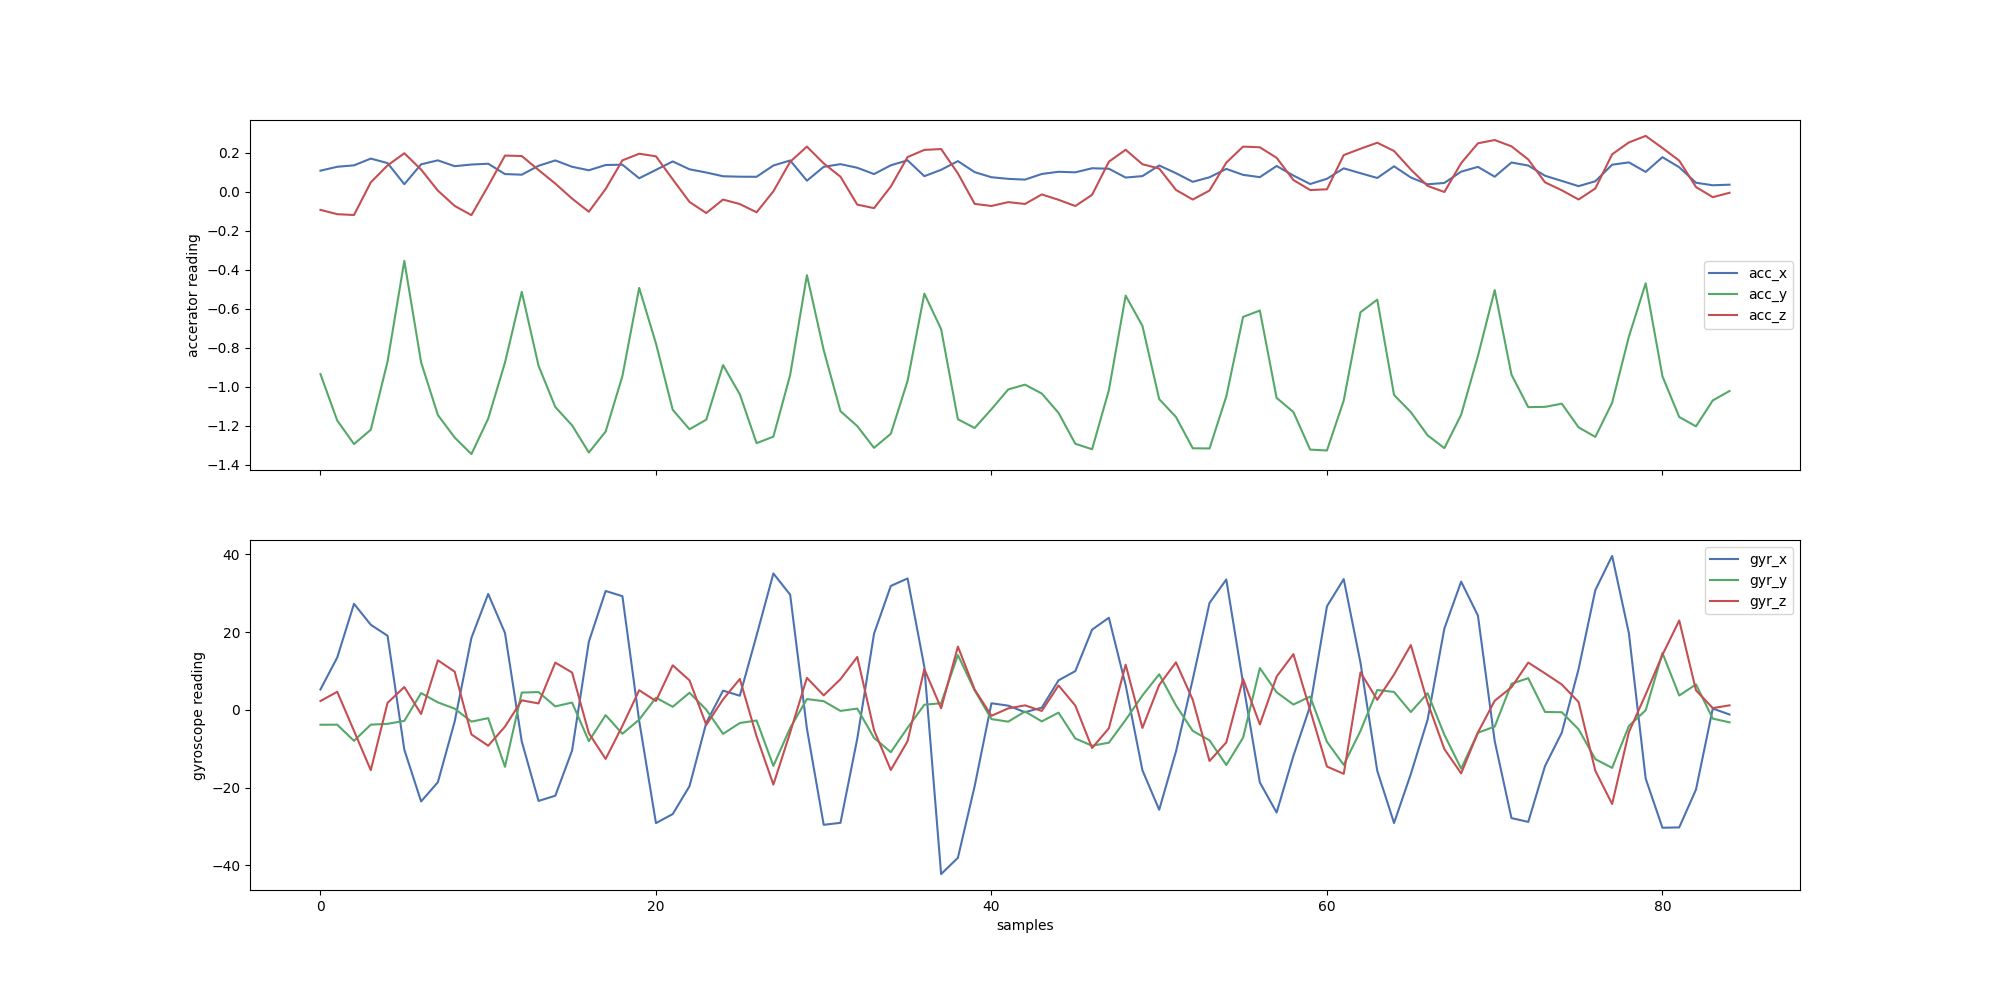 0.2
0.0
−0.2
−0.4
−0.6
−0.8
−1.0
−1.2
−1.4
accerator reading
acc_x
acc_y
acc_z
40
20
0
−20
−40
gyroscope reading
gyr_x
gyr_y
gyr_z
0 20 40 60 80
samples